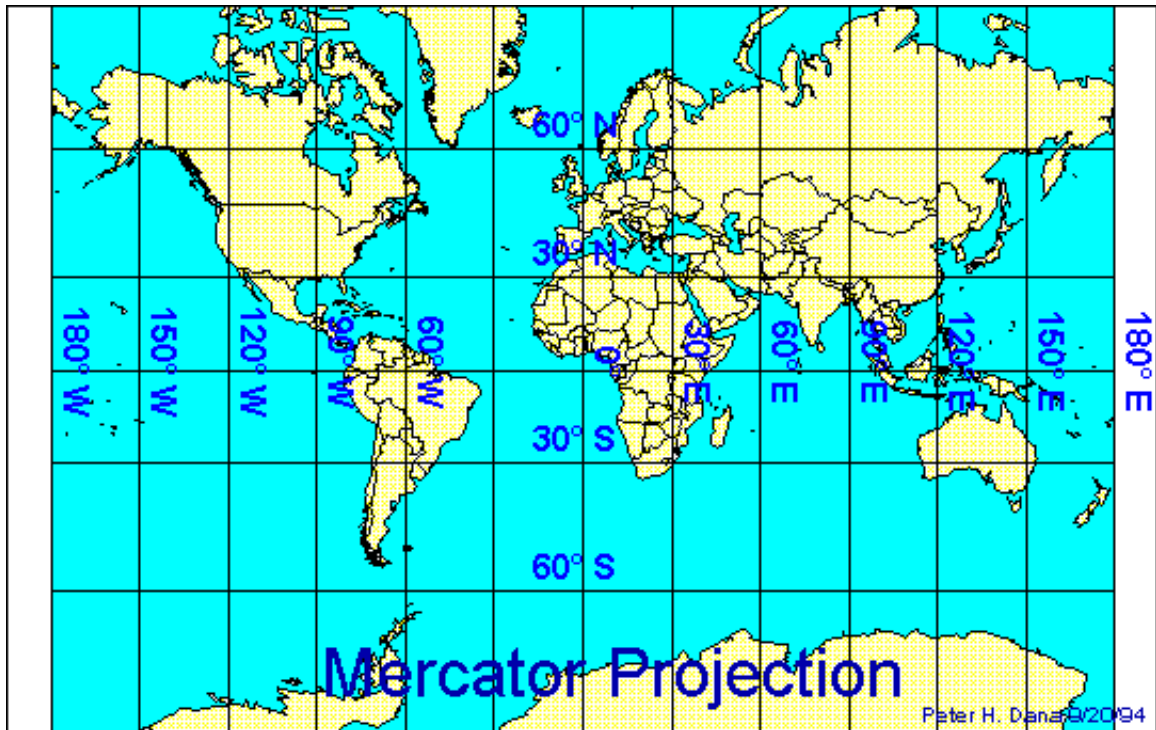 60° N
30° N
180° W
150° W
120° W
90° W
60° W
0°
30° E
60° E
90° E
120° E
150° E
180° E
30° S
60° S
Mercator Projection
Peter H. Dana 9/20/94